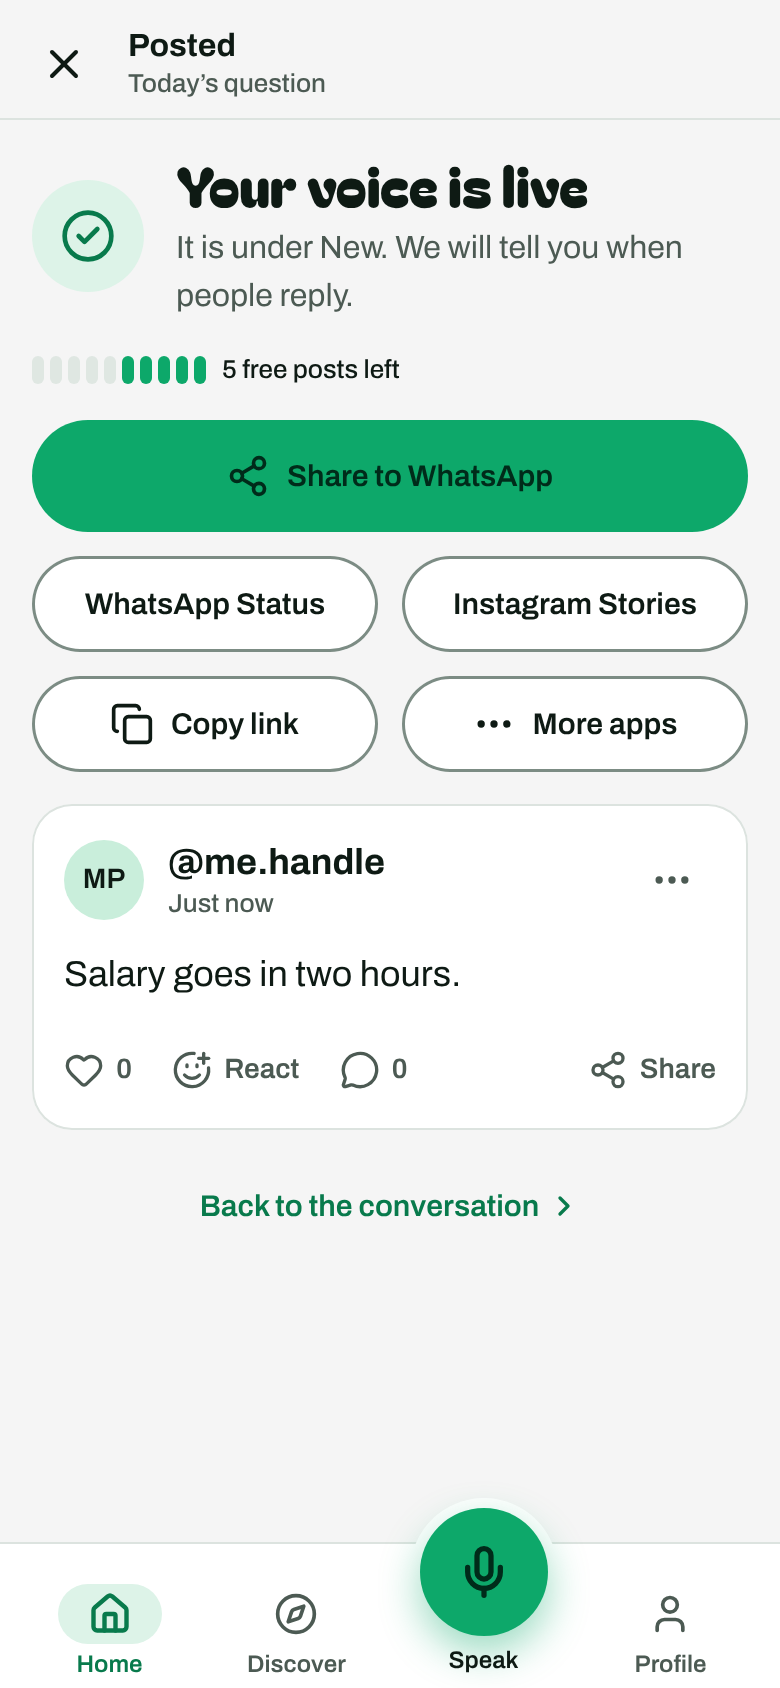 Posted
Today’s question
Your voice is live
It is under New. We will tell you when
people reply.
5 free posts left
Share to WhatsApp
WhatsApp Status
Instagram Stories
Copy link
More apps
MP
@me.handle
Just now
Salary goes in two hours.
0
React
0
Share
Back to the conversation
Home
Discover
Speak
Profile